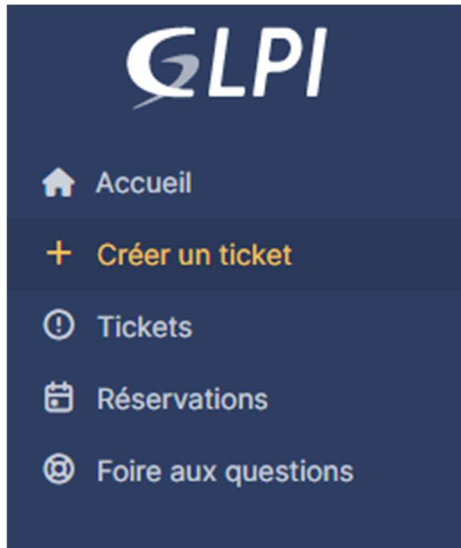 GLPI
Accueil
Créer un ticket
Tickets
Réservations
Foire aux questions